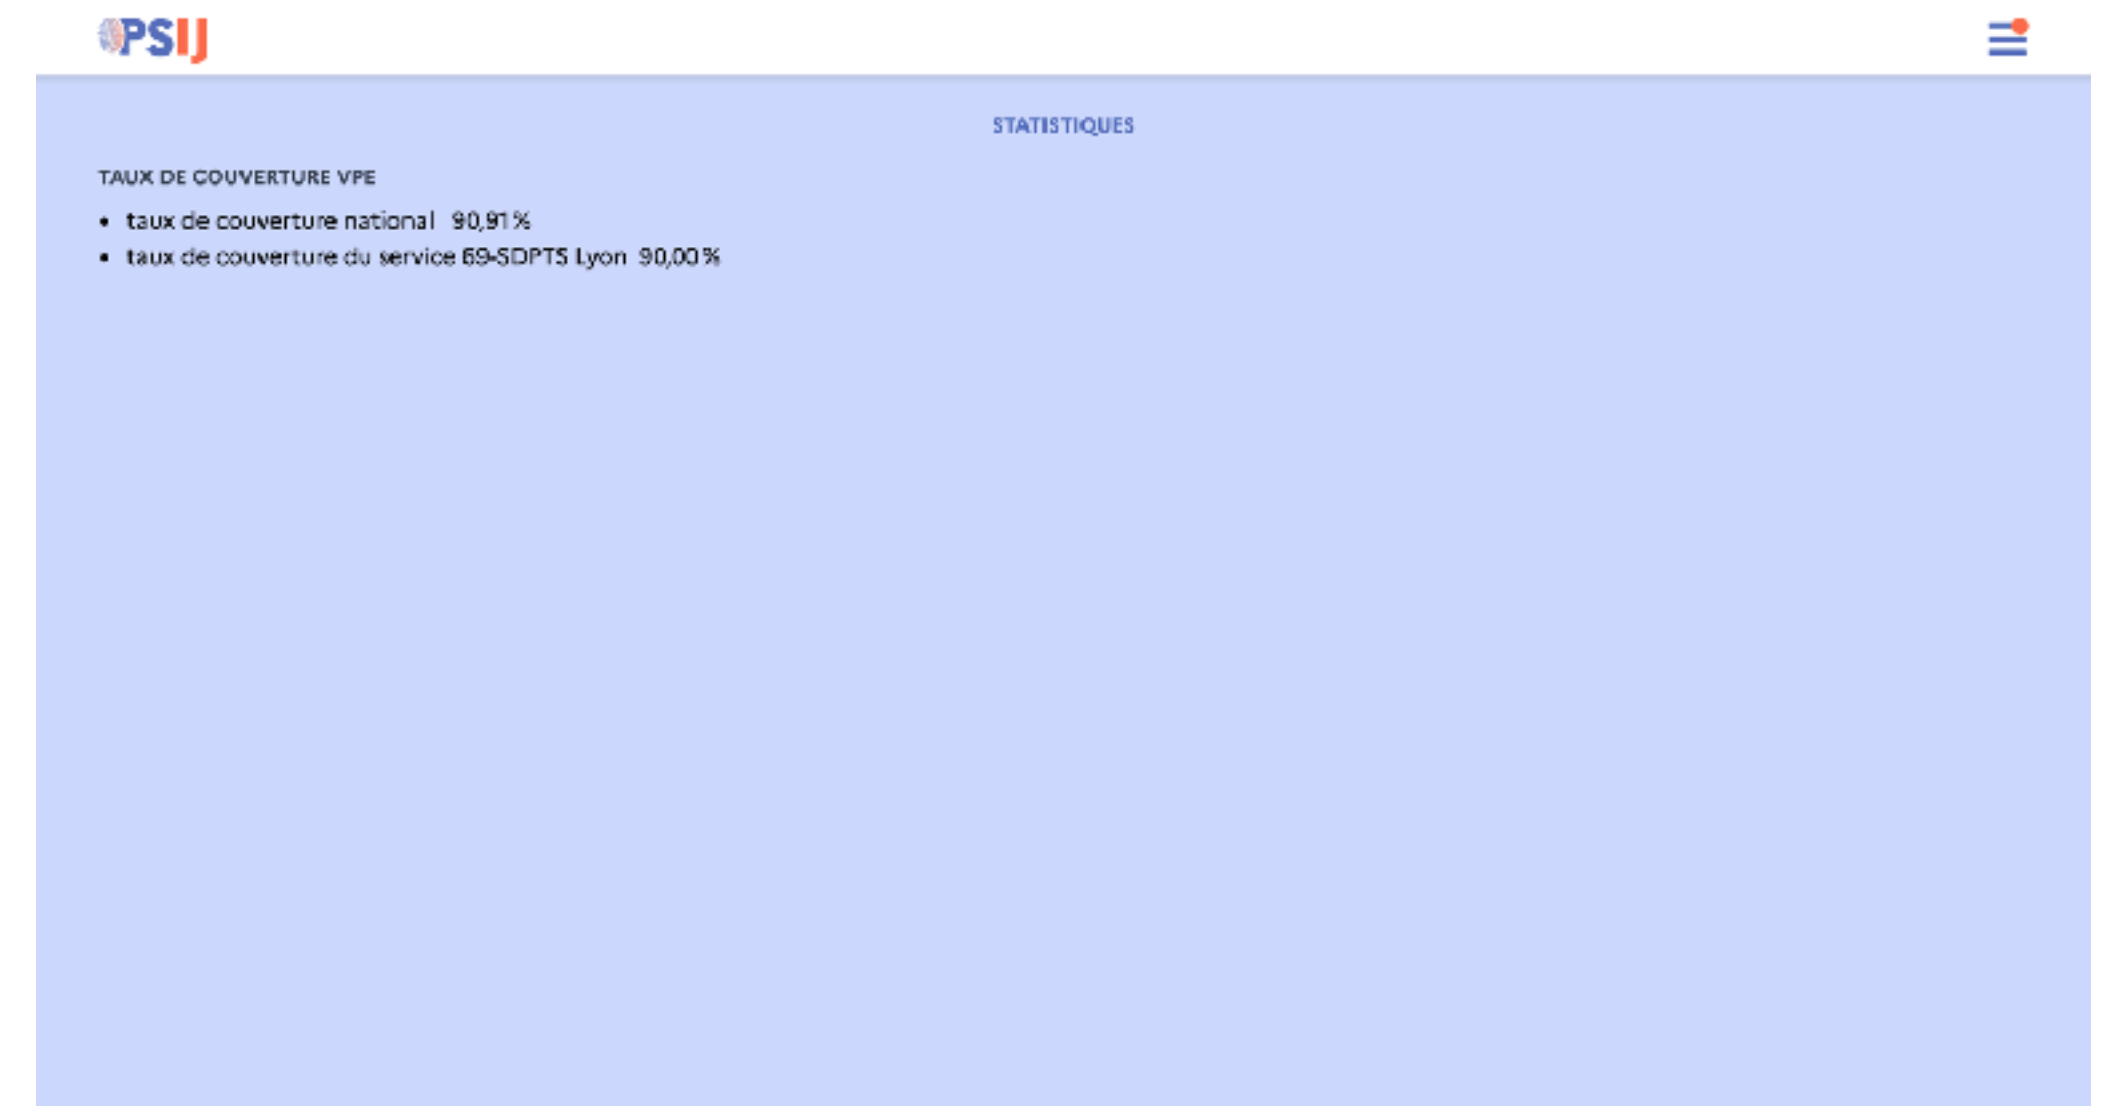 PSIJ
STATISTIQUES
TAUX DE COUVERTURE VPE
• taux de couverture national 90,91%
• taux de couverture du service 69-SDPTS Lyon 90,00%